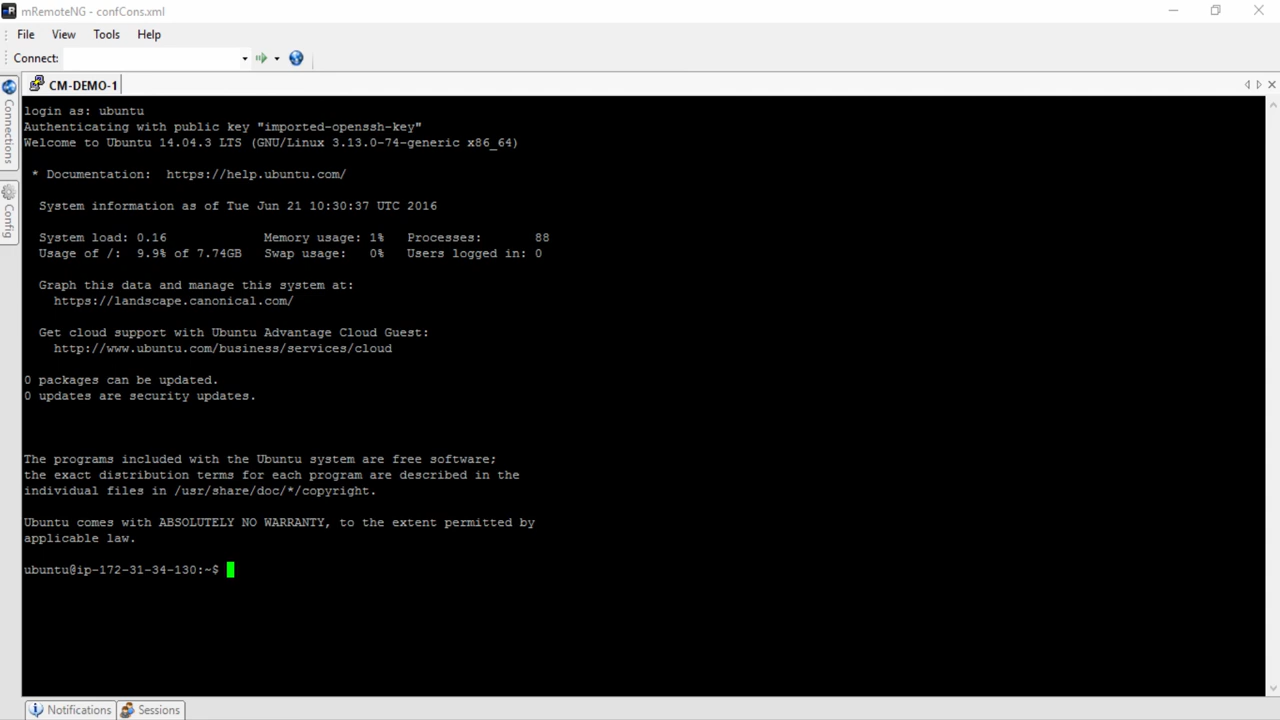 mRemoteNG - confCons.xml
File View Tools Help
Connect:
CM-DEMO-1
Connections
Config
login as: ubuntu
Authenticating with public key "imported-openssh-key"
Welcome to Ubuntu 14.04.3 LTS (GNU/Linux 3.13.0-74-generic x86_64)
* Documentation:  https://help.ubuntu.com/
System information as of Tue Jun 21 10:30:37 UTC 2016
System load: 0.16 Memory usage: 1% Processes: 88
Usage of /: 9.9% of 7.74GB Swap usage: 0% Users logged in: 0
Graph this data and manage this system at:
https://landscape.canonical.com/
Get cloud support with Ubuntu Advantage Cloud Guest:
http://www.ubuntu.com/business/services/cloud
0 packages can be updated.
0 updates are security updates.
The programs included with the Ubuntu system are free software;
the exact distribution terms for each program are described in the
individual files in /usr/share/doc/*/copyright.
Ubuntu comes with ABSOLUTELY NO WARRANTY, to the extent permitted by
applicable law.
ubuntu@ip-172-31-34-130:~$
Notifications Sessions